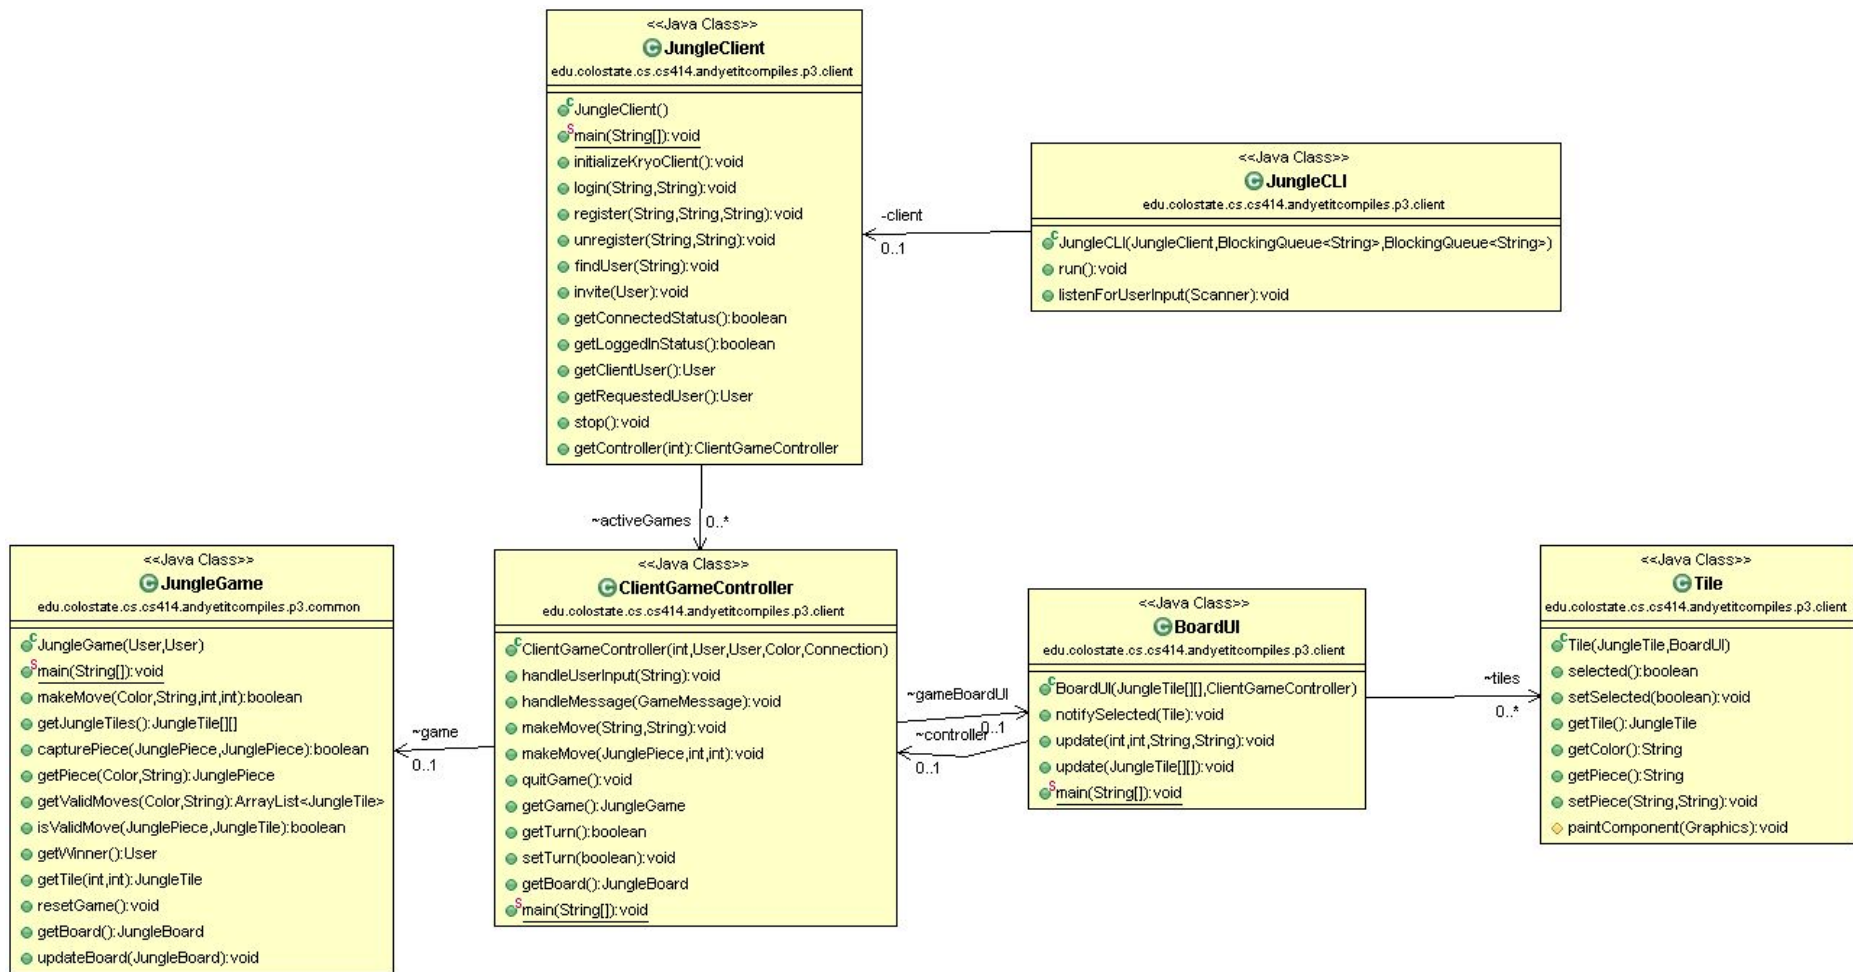 <<Java Class>>
JungleClient
edu.colostate.cs.cs414.andyetitcompiles.p3.client
JungleClient()
main(String[]):void
initializeKryoClient():void
login(String,String):void
register(String,String,String):void
unregister(String,String):void
findUser(String):void
invite(User):void
getConnectedStatus():boolean
getLoggedInStatus():boolean
getClientUser():User
getRequestedUser():User
stop():void
getController(int):ClientGameController
<<Java Class>>
JungleCLI
edu.colostate.cs.cs414.andyetitcompiles.p3.client
JungleCLI(JungleClient,BlockingQueue<String>,BlockingQueue<String>)
run():void
listenForUserInput(Scanner):void
-client
0..1
~activeGames
0..*
<<Java Class>>
JungleGame
edu.colostate.cs.cs414.andyetitcompiles.p3.common
JungleGame(User,User)
main(String[]):void
makeMove(Color,String,int,int):boolean
getJungleTiles():JungleTile[][]
capturePiece(JunglePiece,JunglePiece):boolean
getPiece(Color,String):JunglePiece
getValidMoves(Color,String):ArrayList<JungleTile>
isValidMove(JunglePiece,JungleTile):boolean
getWinner():User
getTile(int,int):JungleTile
resetGame():void
getBoard():JungleBoard
updateBoard(JungleBoard):void
~game
0..1
<<Java Class>>
ClientGameController
edu.colostate.cs.cs414.andyetitcompiles.p3.client
ClientGameController(int,User,User,Color,Connection)
handleUserInput(String):void
handleMessage(GameMessage):void
makeMove(String,String):void
makeMove(JunglePiece,int,int):void
quitGame():void
getGame():JungleGame
getTurn():boolean
setTurn(boolean):void
getBoard():JungleBoard
main(String[]):void
~gameBoardUI
0..1
~controller
0..1
<<Java Class>>
BoardUI
edu.colostate.cs.cs414.andyetitcompiles.p3.client
BoardUI(JungleTile[][],ClientGameController)
notifySelected(Tile):void
update(int,int,String,String):void
update(JungleTile[][]):void
main(String[]):void
~tiles
0..*
<<Java Class>>
Tile
edu.colostate.cs.cs414.andyetitcompiles.p3.client
Tile(JungleTile,BoardUI)
selected():boolean
setSelected(boolean):void
getTile():JungleTile
getColor():String
getPiece():String
setPiece(String,String):void
paintComponent(Graphics):void